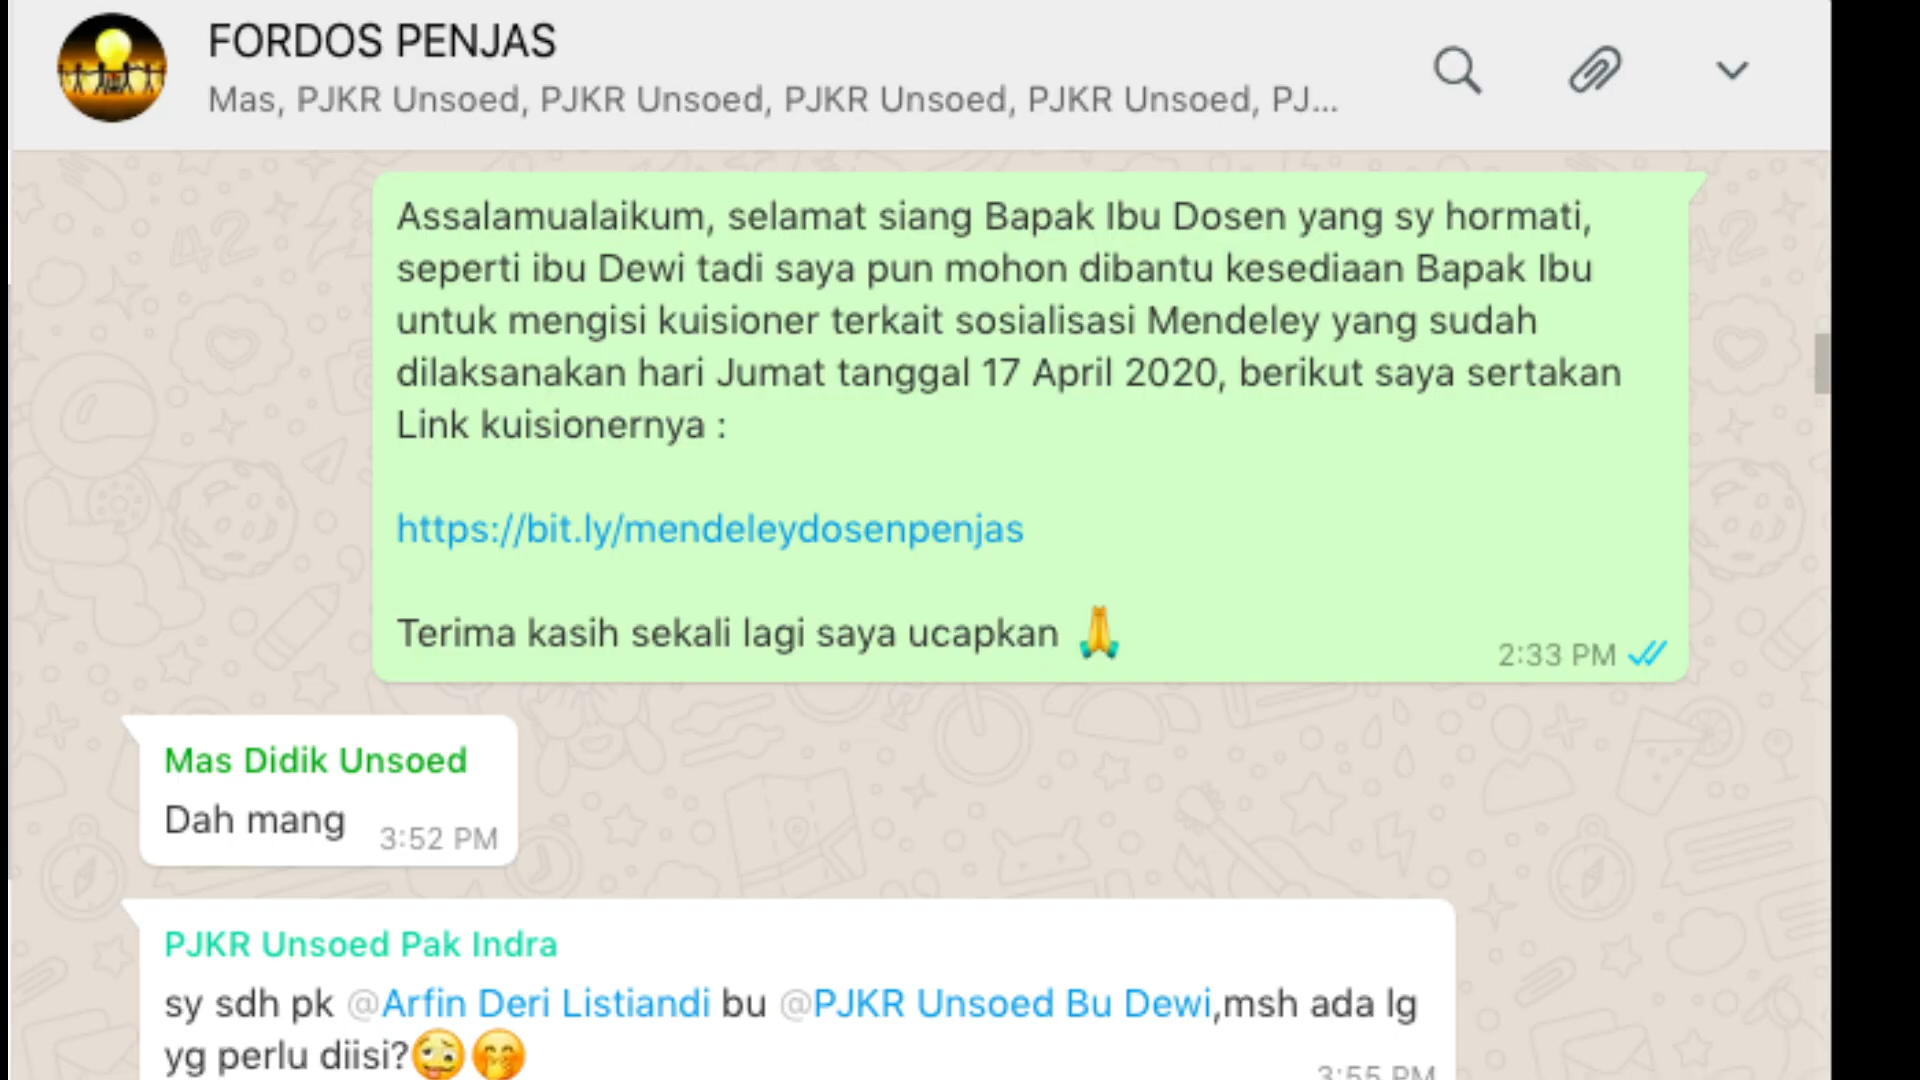 FORDOS PENJAS
Mas, PJKR Unsoed, PJKR Unsoed, PJKR Unsoed, PJKR Unsoed, PJ...
Assalamualaikum, selamat siang Bapak Ibu Dosen yang sy hormati,
seperti ibu Dewi tadi saya pun mohon dibantu kesediaan Bapak Ibu
untuk mengisi kuisioner terkait sosialisasi Mendeley yang sudah
dilaksanakan hari Jumat tanggal 17 April 2020, berikut saya sertakan
Link kuisionernya :
https://bit.ly/mendeleydosenpenjas
Terima kasih sekali lagi saya ucapkan 🙏
2:33 PM
Mas Didik Unsoed
Dah mang
3:52 PM
PJKR Unsoed Pak Indra
sy sdh pk @Arfin Deri Listiandi bu @PJKR Unsoed Bu Dewi,msh ada lg
yg perlu diisi?🤪🤭
3:55 PM